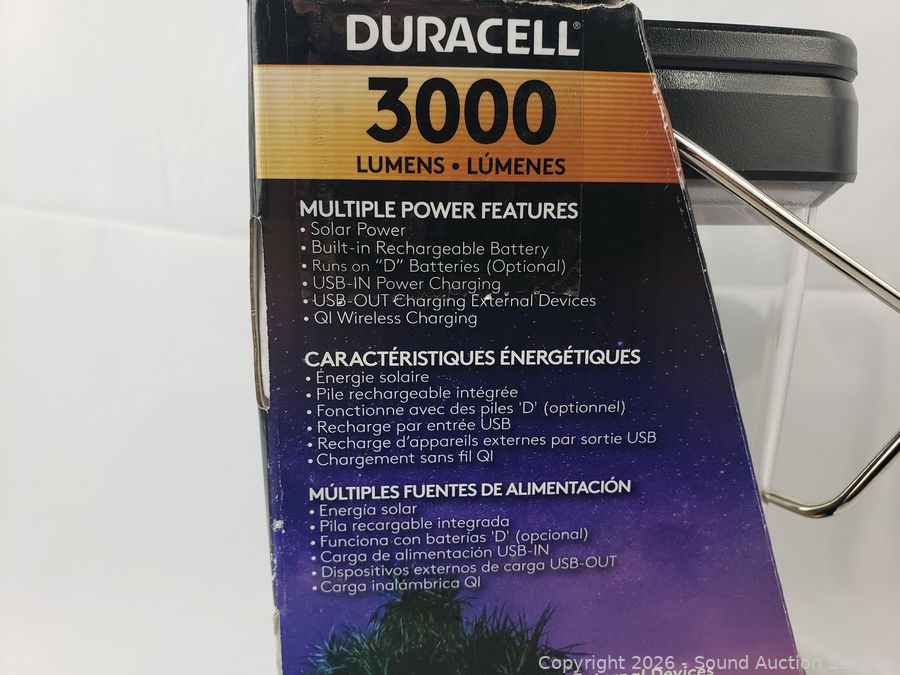 DURACELL®
3000
LUMENS • LÚMENES
MULTIPLE POWER FEATURES
• Solar Power
• Built-in Rechargeable Battery
• Runs on "D" Batteries (Optional)
• USB-IN Power Charging
• USB-OUT Charging External Devices
• QI Wireless Charging
CARACTÉRISTIQUES ÉNERGÉTIQUES
• Énergie solaire
• Pile rechargeable intégrée
• Fonctionne avec des piles 'D' (optionnel)
• Recharge par entrée USB
• Recharge d'appareils externes par sortie USB
• Chargement sans fil QI
MÚLTIPLES FUENTES DE ALIMENTACIÓN
• Energía solar
• Pila recargable integrada
• Funciona con baterías 'D' (opcional)
• Carga de alimentación USB-IN
• Dispositivos externos de carga USB-OUT
• Carga inalámbrica QI
Copyright 2026 - Sound Auction Service
External Devices